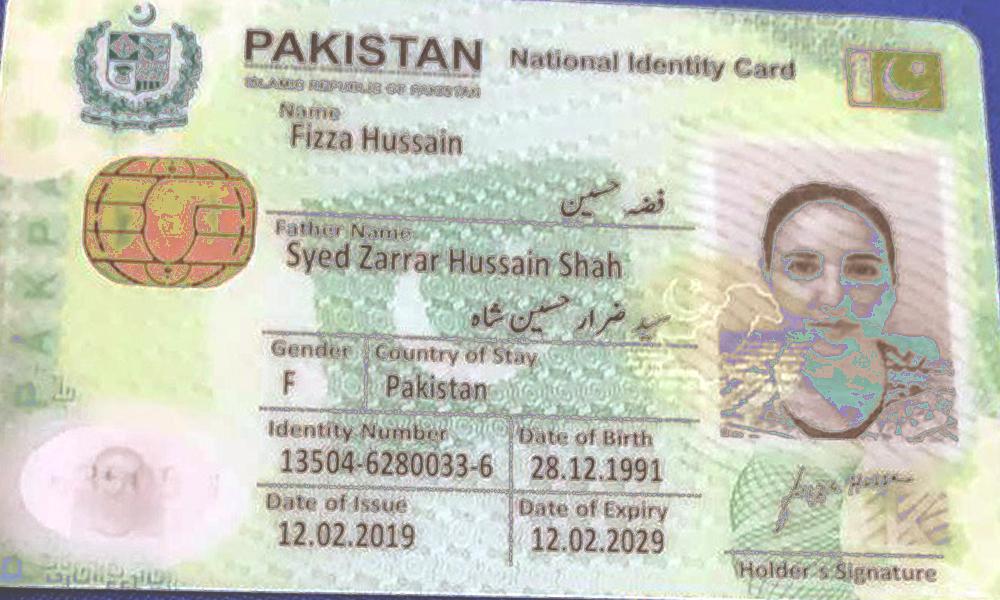 PAKISTAN National Identity Card
ISLAMIC REPUBLIC OF PAKISTAN
Name
Fizza Hussain
فضہ حسین
Father Name
Syed Zarrar Hussain Shah
سید ضرار حسین شاہ
Gender Country of Stay
F Pakistan
Identity Number Date of Birth
13504-6280033-6 28.12.1991
Date of Issue Date of Expiry
12.02.2019 12.02.2029
Holder's Signature